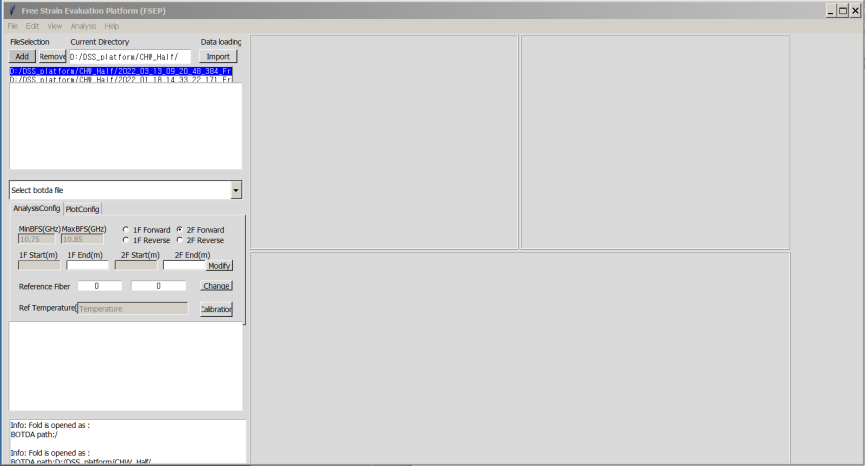 Free Strain Evaluation Platform (FSEP)
File Edit View Analysis Help
FileSelection Current Directory Data loading
Add Remove D:/DSS_platform/CHW_Half/ Import
D:/DSS_platform/CHW_Half/2022_03_13_09_20_48_384_Fr
D:/DSS_platform/CHW_Half/2022_01_18_14_33_22_171_Fr
Select botda file
AnalysisConfig PlotConfig
MinBFS(GHz) MaxBFS(GHz) 1F Forward 2F Forward
10.75 10.85 1F Reverse 2F Reverse
1F Start(m) 1F End(m) 2F Start(m) 2F End(m)
Modify
Reference Fiber 0 0 Change
Ref Temperature( Temperature Calibration
Info: Fold is opened as :
BOTDA path:/
Info: Fold is opened as :
BOTDA path:D:/DSS_platform/CHW_Half/